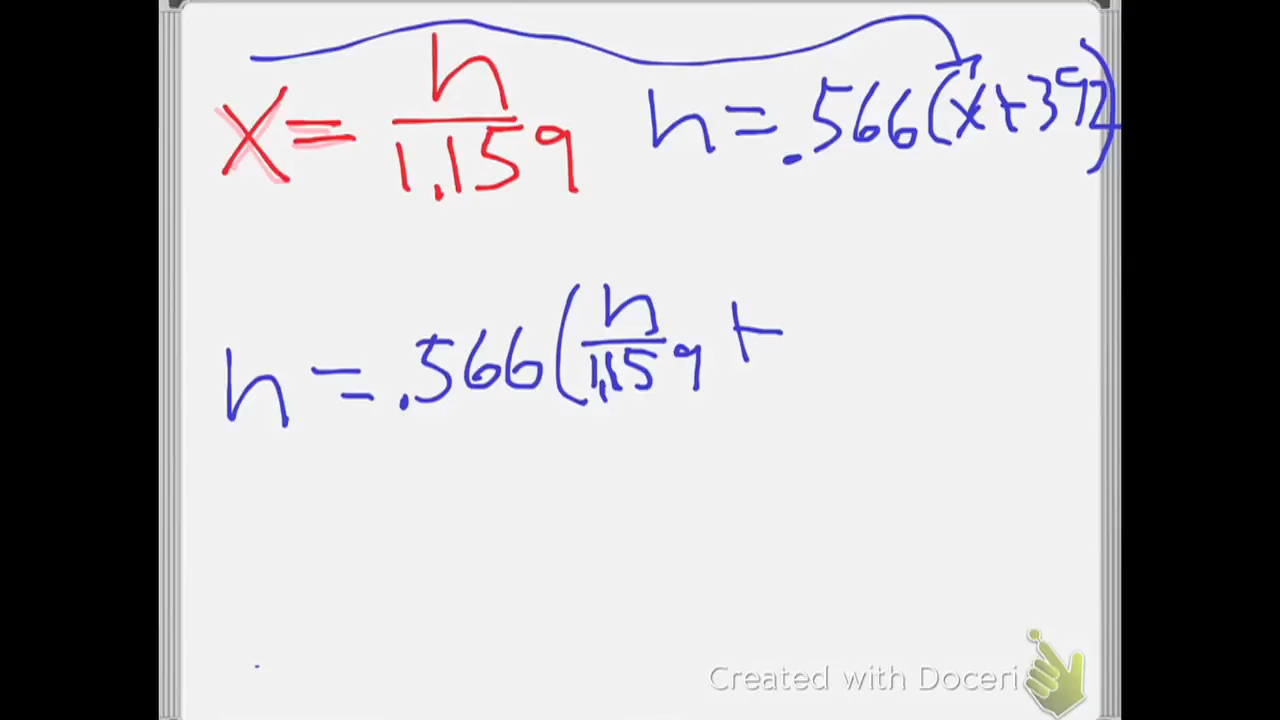 x = h/1.159 h = .566(x+392)
h = .566(h/1.159 +
Created with Doceri